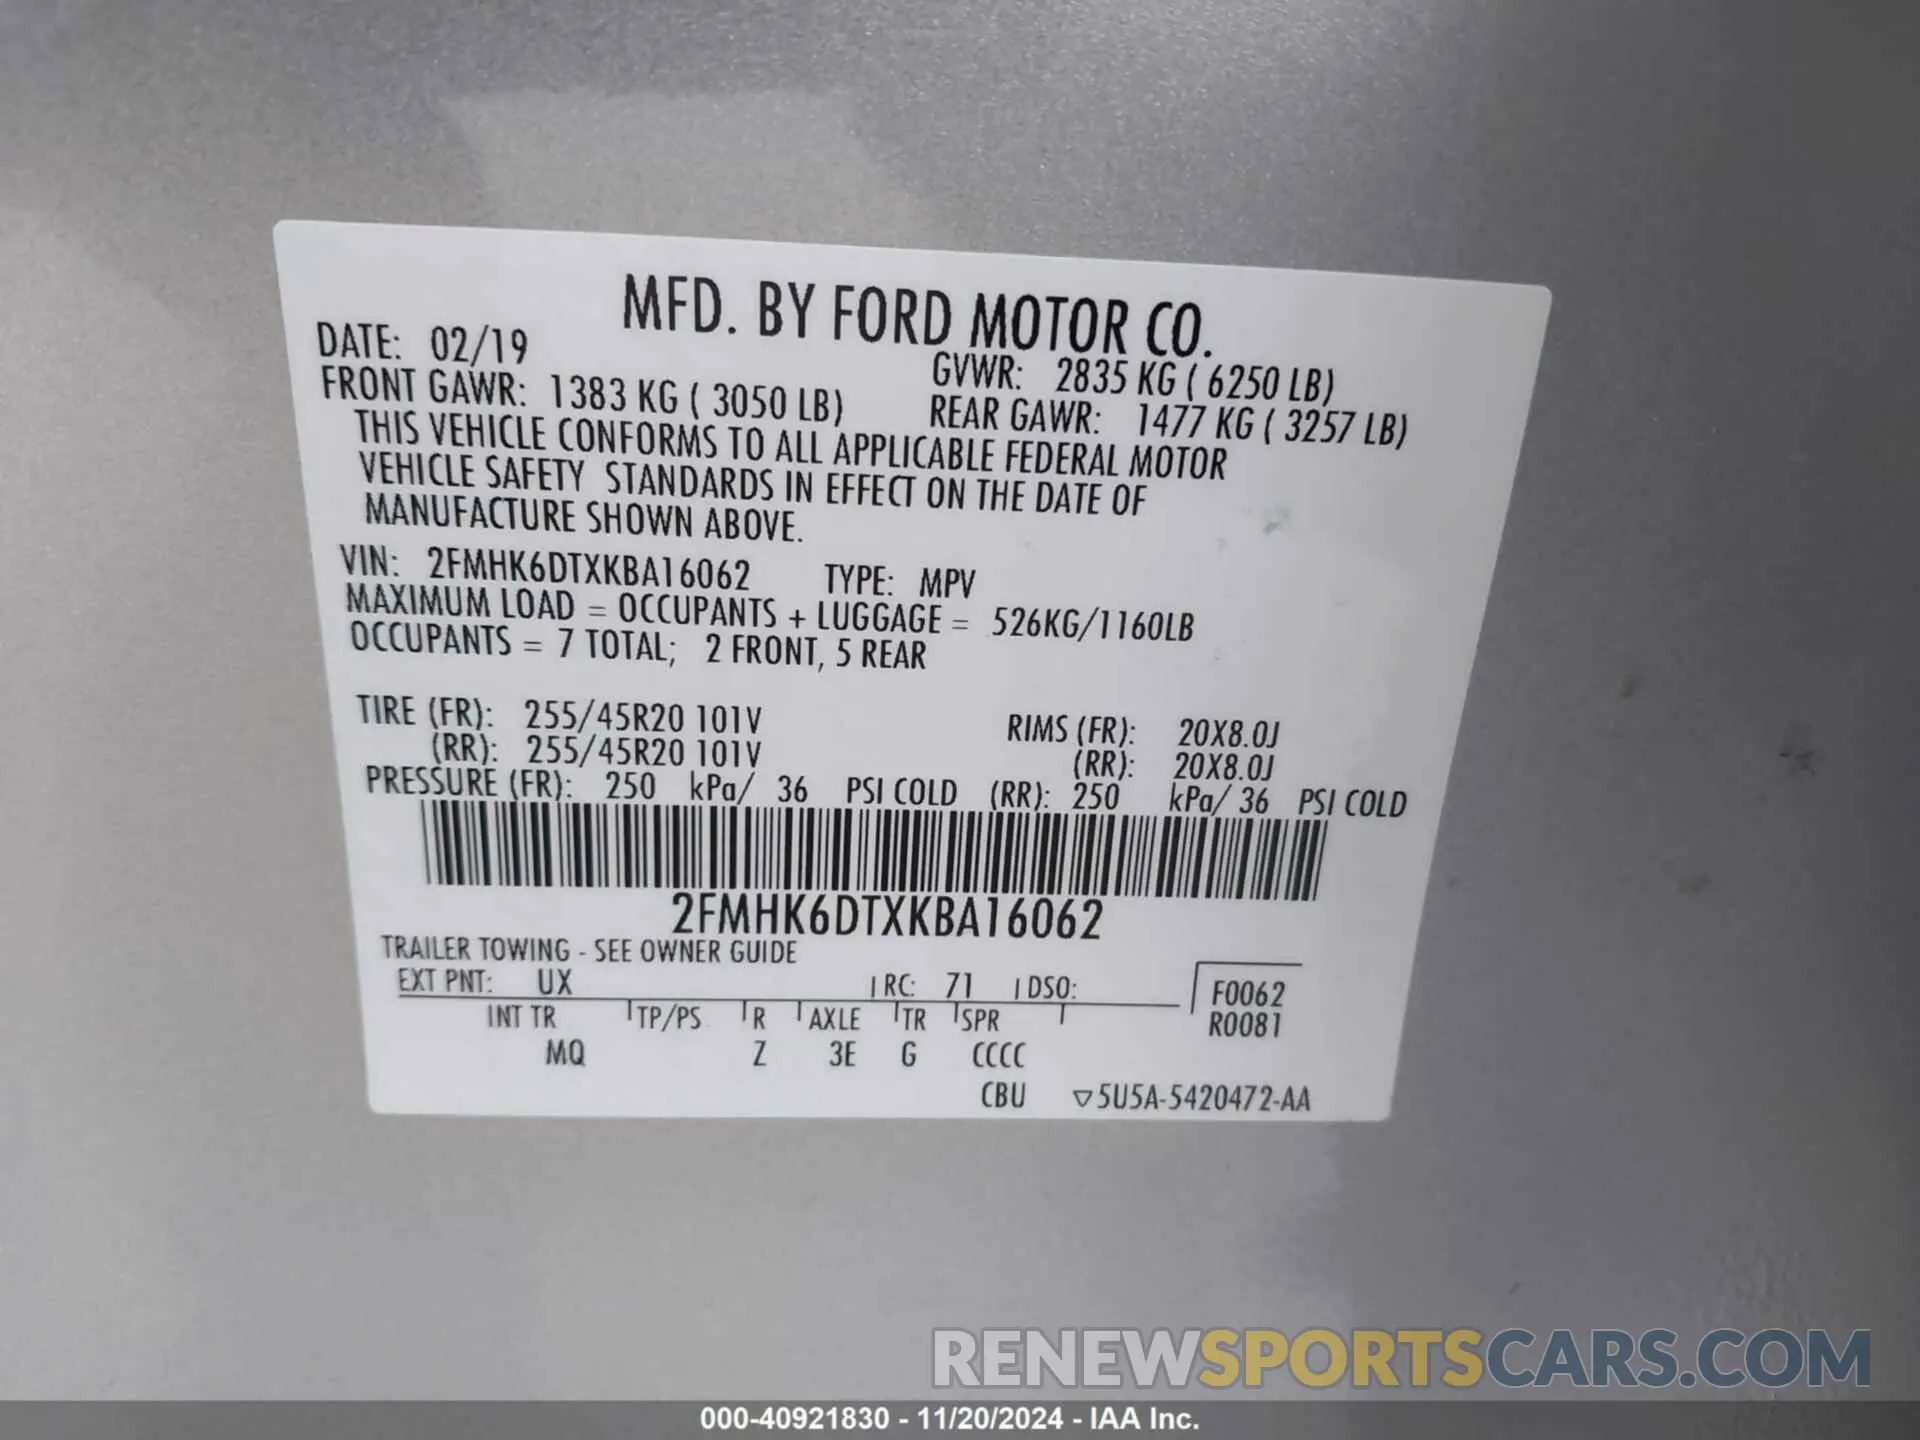 MFD. BY FORD MOTOR CO.
DATE: 02/19 GVWR: 2835 KG ( 6250 LB)
FRONT GAWR: 1383 KG ( 3050 LB) REAR GAWR: 1477 KG ( 3257 LB)
THIS VEHICLE CONFORMS TO ALL APPLICABLE FEDERAL MOTOR
VEHICLE SAFETY STANDARDS IN EFFECT ON THE DATE OF
MANUFACTURE SHOWN ABOVE.
VIN: 2FMHK6DTXKBA16062 TYPE: MPV
MAXIMUM LOAD = OCCUPANTS + LUGGAGE = 526KG/1160LB
OCCUPANTS = 7 TOTAL; 2 FRONT, 5 REAR
TIRE (FR): 255/45R20 101V RIMS (FR): 20X8.0J
(RR): 255/45R20 101V (RR): 20X8.0J
PRESSURE (FR): 250 kPa/ 36 PSI COLD (RR): 250 kPa/ 36 PSI COLD
2FMHK6DTXKBA16062
TRAILER TOWING - SEE OWNER GUIDE
EXT PNT: UX RC: 71 DSO: F0062
INT TR TP/PS R AXLE TR SPR R0081
MQ Z 3E G CCCC
CBU ▽5U5A-5420472-AA
RENEWSPORTSCARS.COM
000-40921830 - 11/20/2024 - IAA Inc.